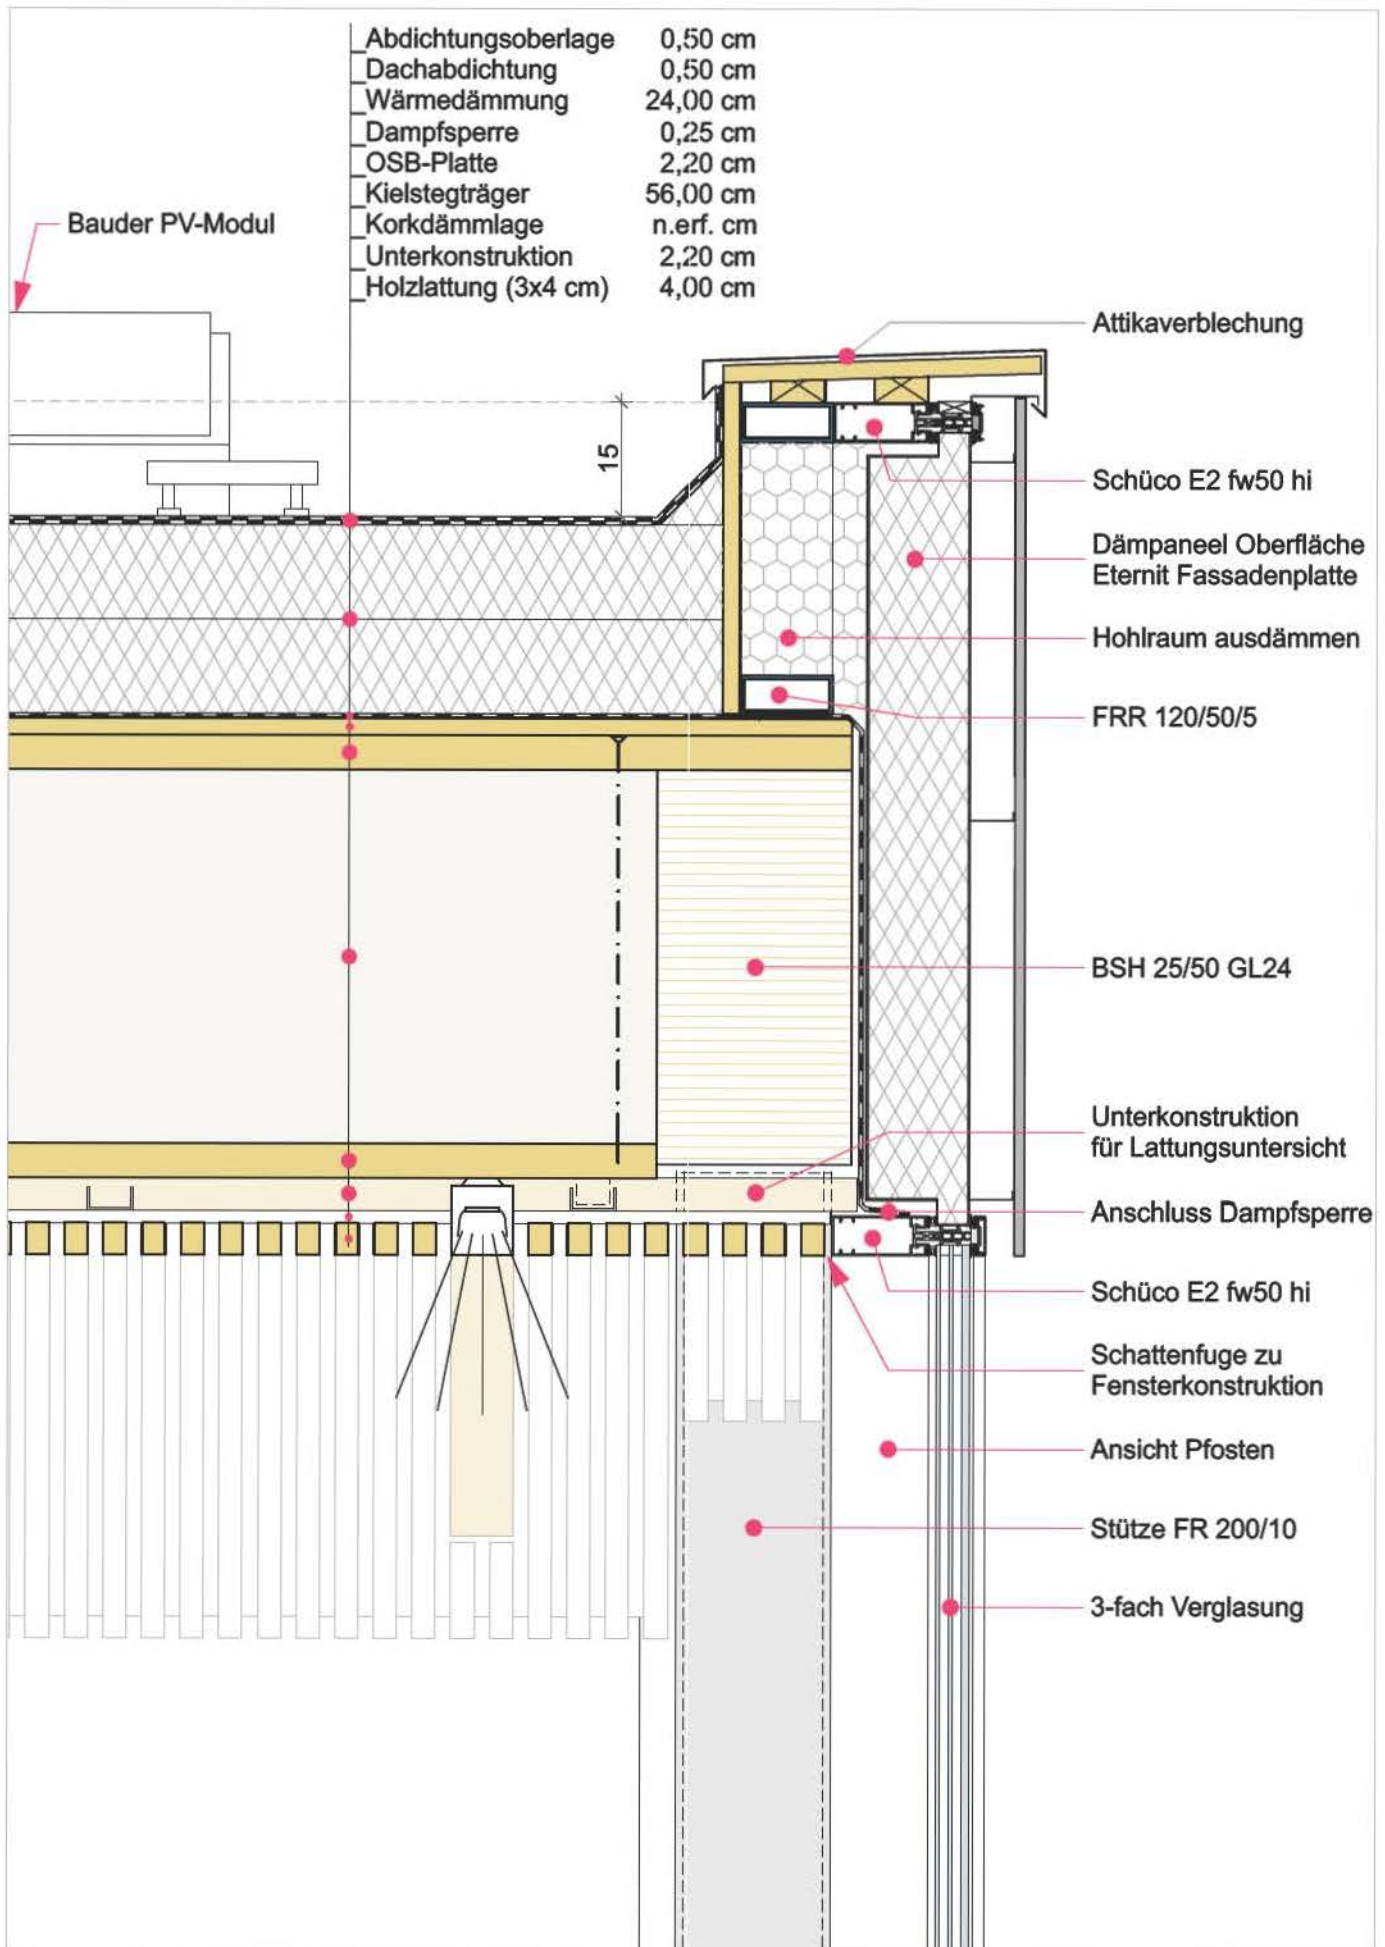 Abdichtungsoberlage 0,50 cm
Dachabdichtung 0,50 cm
Wärmedämmung 24,00 cm
Dampfsperre 0,25 cm
OSB-Platte 2,20 cm
Kielstegträger 56,00 cm
Korkdämmlage n.erf. cm
Unterkonstruktion 2,20 cm
Holzlattung (3x4 cm) 4,00 cm
Bauder PV-Modul
Attikaverblechung
15
Schüco E2 fw50 hi
Dämpaneel Oberfläche
Eternit Fassadenplatte
Hohlraum ausdämmen
FRR 120/50/5
BSH 25/50 GL24
Unterkonstruktion
für Lattungsuntersicht
Anschluss Dampfsperre
Schüco E2 fw50 hi
Schattenfuge zu
Fensterkonstruktion
Ansicht Pfosten
Stütze FR 200/10
3-fach Verglasung